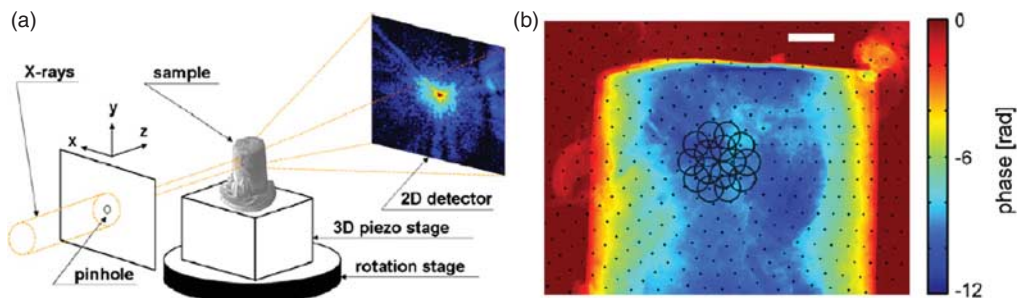 (a)
X-rays
sample
y
x
z
2D detector
3D piezo stage
rotation stage
pinhole
(b)
0
-6
-12
phase [rad]